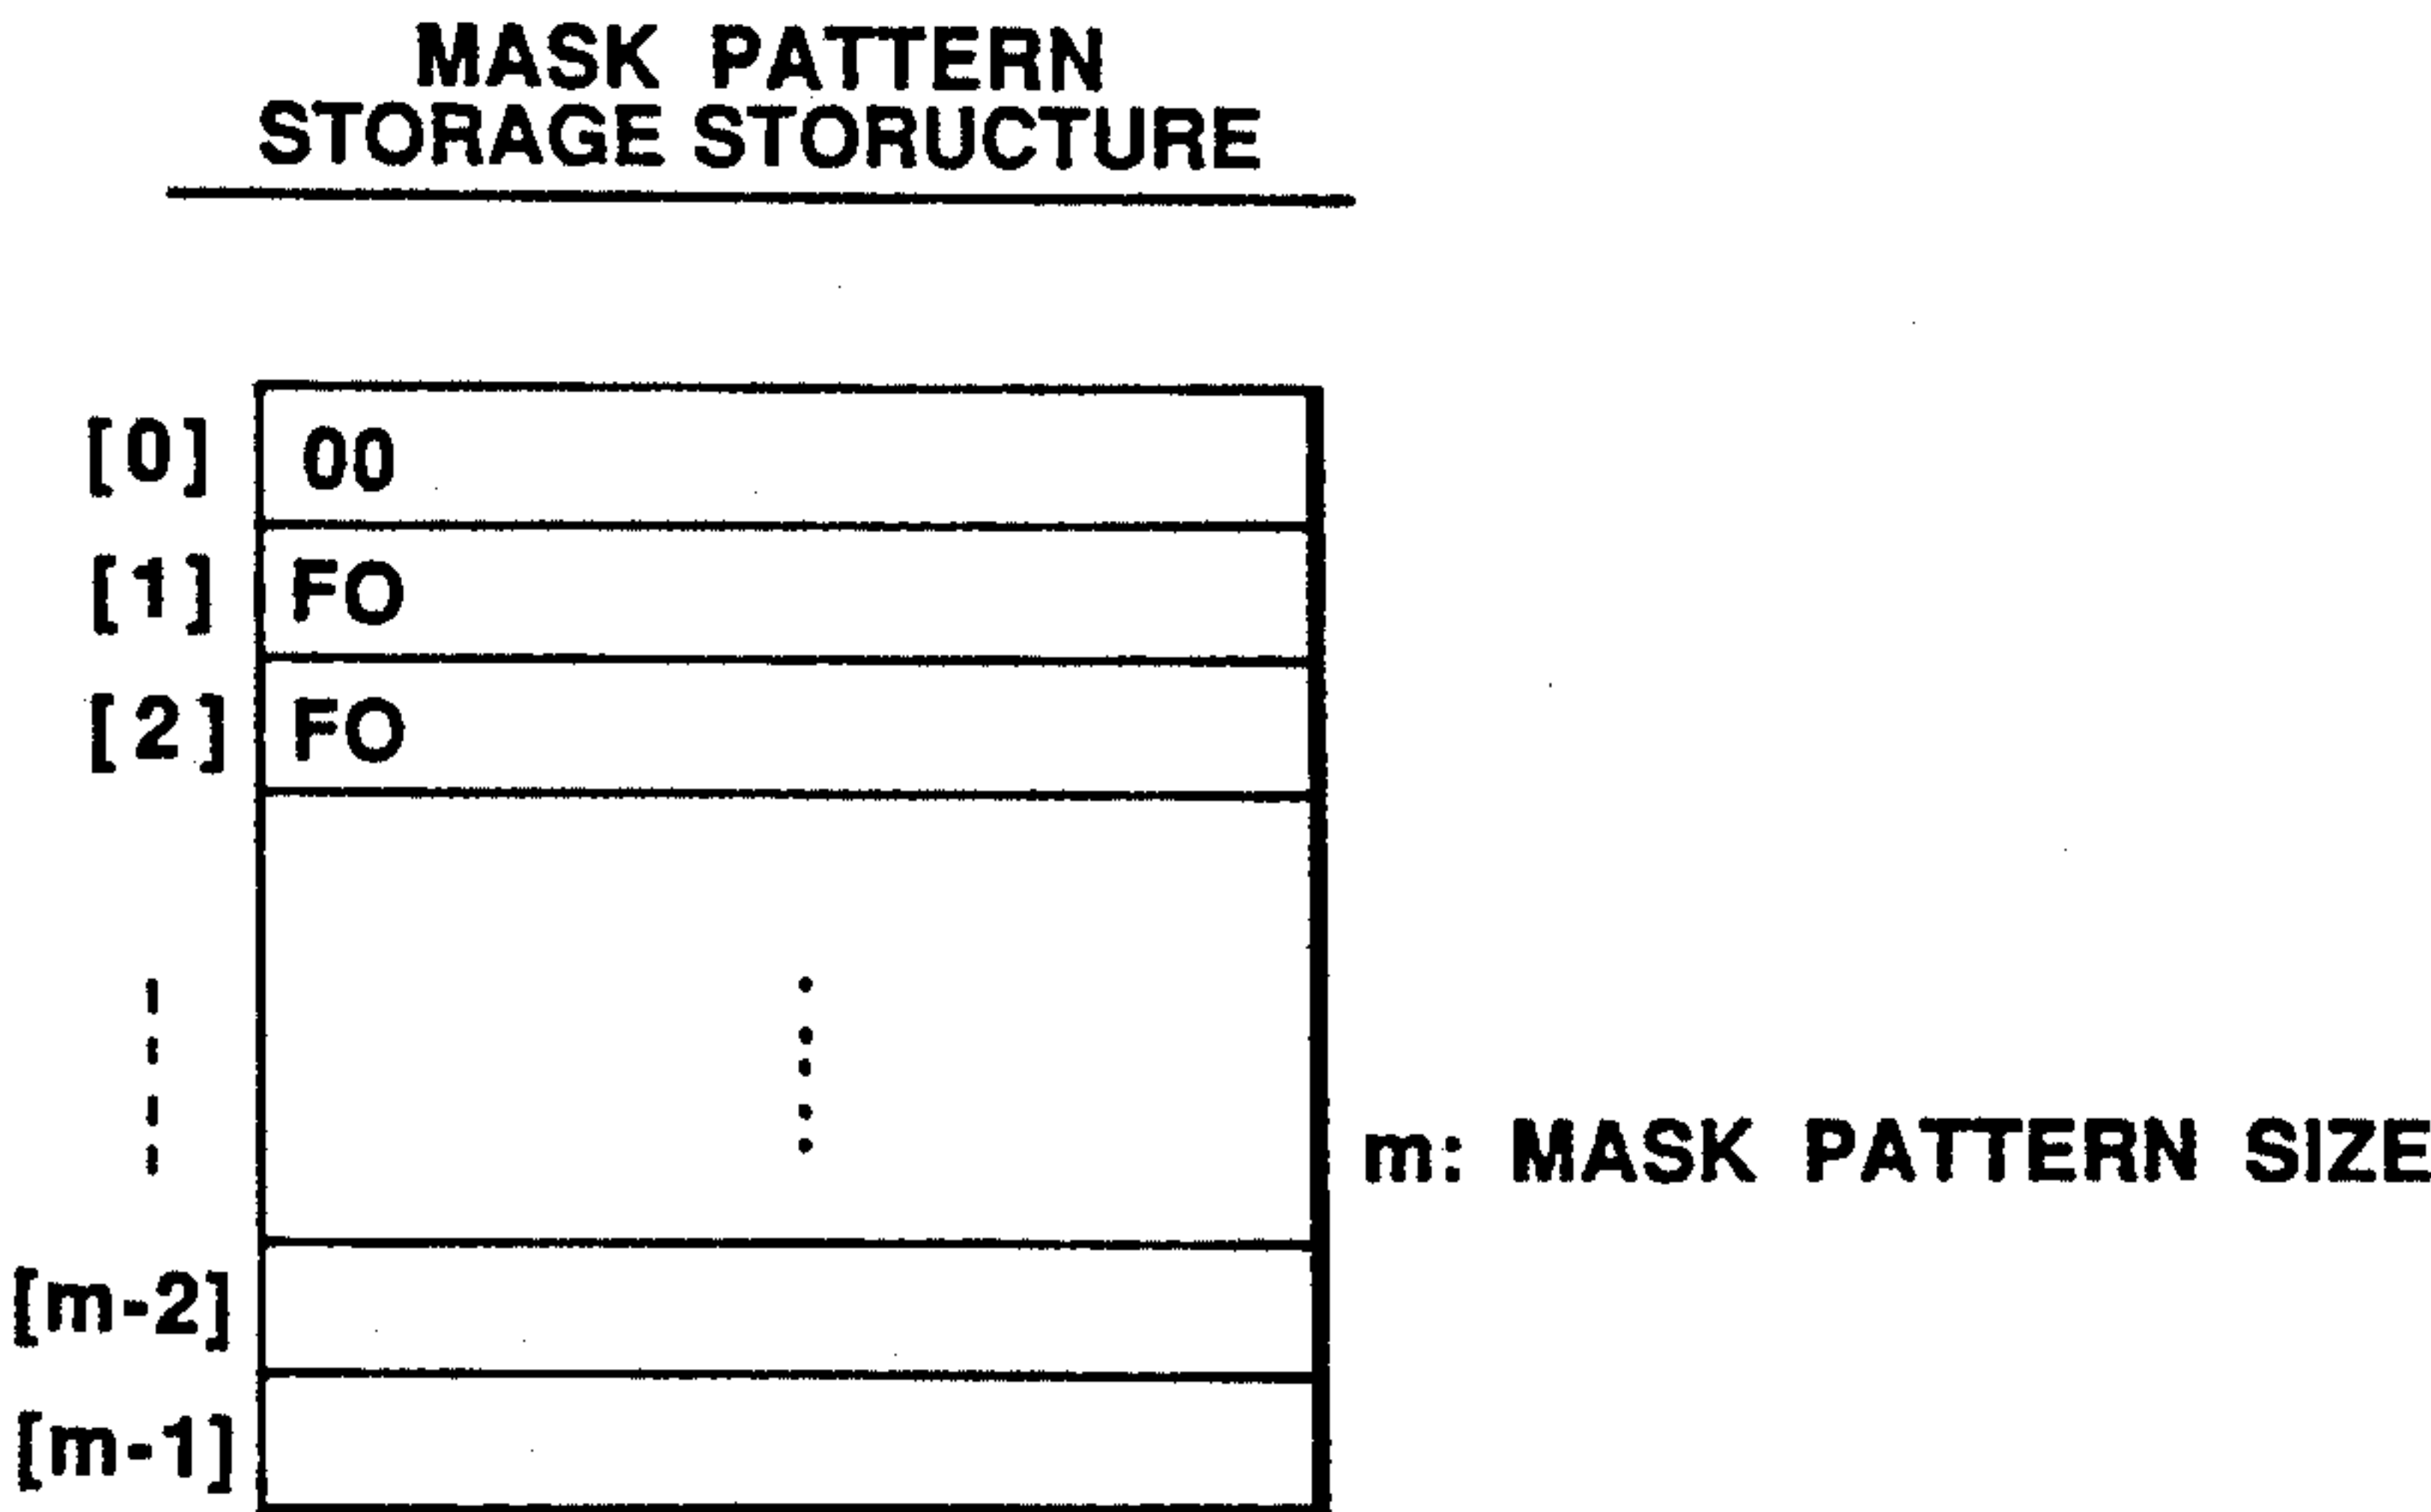 MASK PATTERN
STORAGE STORUCTURE
[0] 00
[1] FO
[2] FO
m: MASK PATTERN SIZE
[m-2]
[m-1]